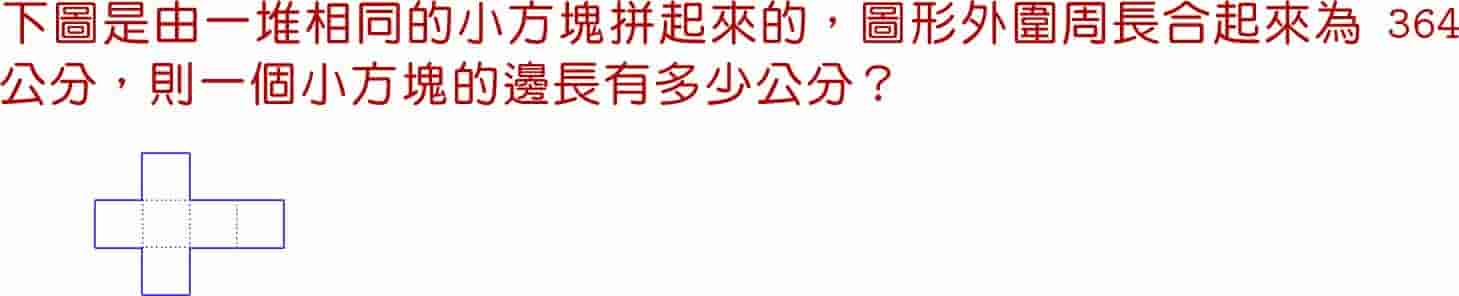 下圖是由一堆相同的小方塊拼起來的，圖形外圍周長合起來為 364
公分，則一個小方塊的邊長有多少公分？